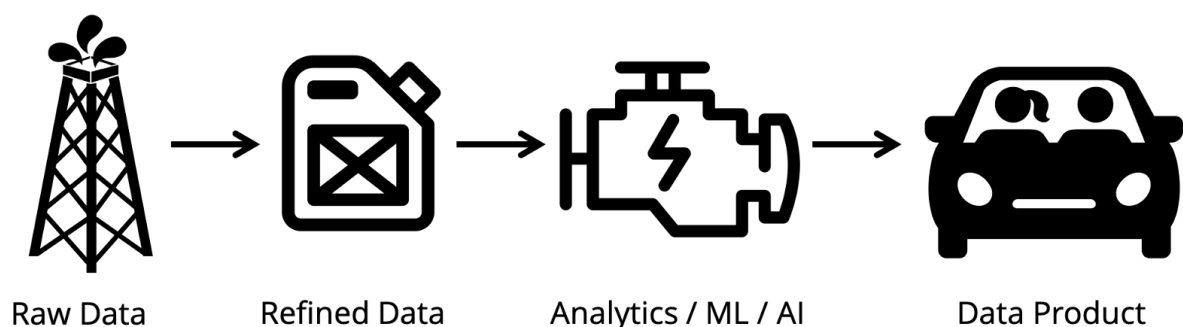 Raw Data
Refined Data
Analytics / ML / AI
Data Product